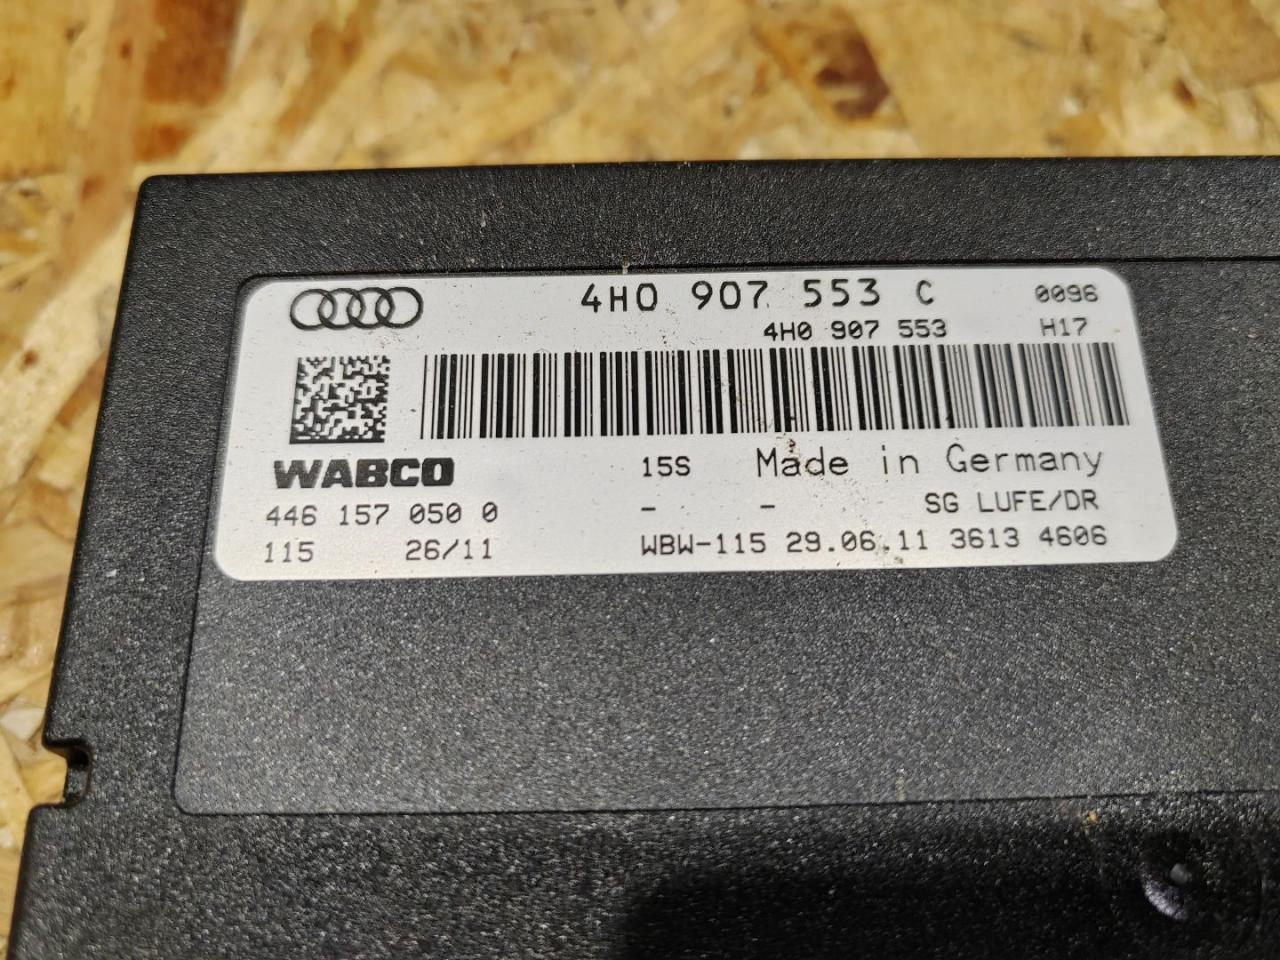 4H0 907 553 C 0096
4H0 907 553 H17
WABCO 15S Made in Germany
446 157 050 0 - - SG LUFE/DR
115 26/11 WBW-115 29.06.11 3613 4606